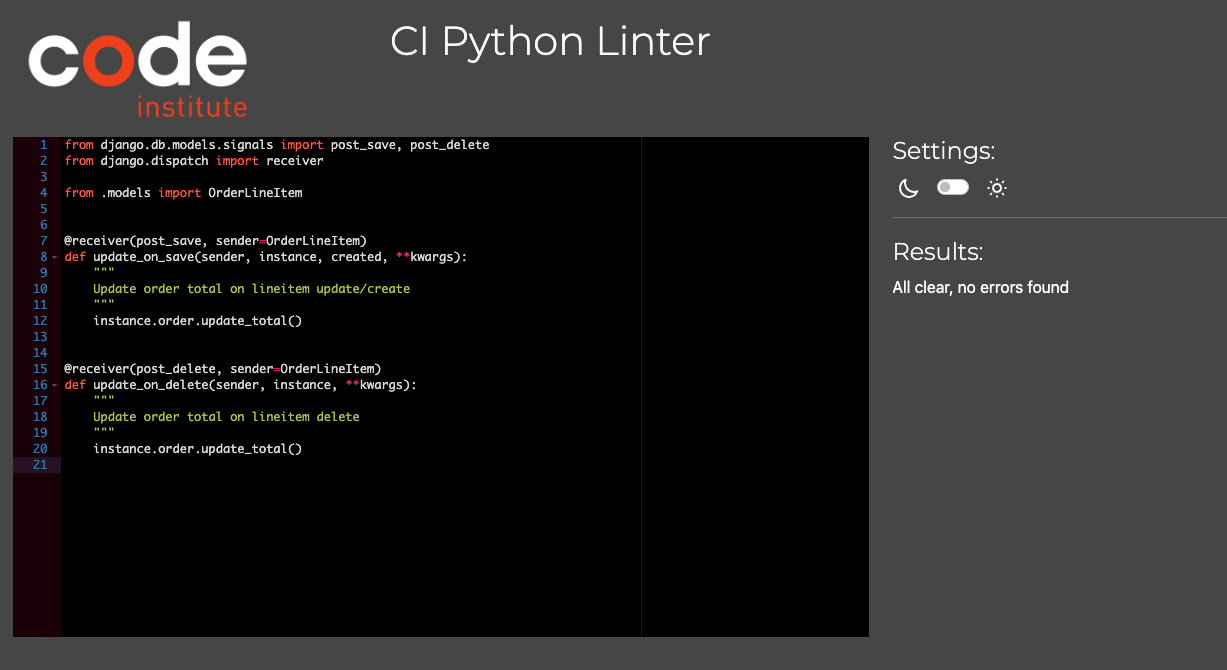 code
institute
CI Python Linter
1 from django.db.models.signals import post_save, post_delete
2 from django.dispatch import receiver
3
4 from .models import OrderLineItem
5
6
7 @receiver(post_save, sender=OrderLineItem)
8 def update_on_save(sender, instance, created, **kwargs):
9     """
10     Update order total on lineitem update/create
11     """
12     instance.order.update_total()
13
14
15 @receiver(post_delete, sender=OrderLineItem)
16 def update_on_delete(sender, instance, **kwargs):
17     """
18     Update order total on lineitem delete
19     """
20     instance.order.update_total()
21
Settings:
Results:
All clear, no errors found